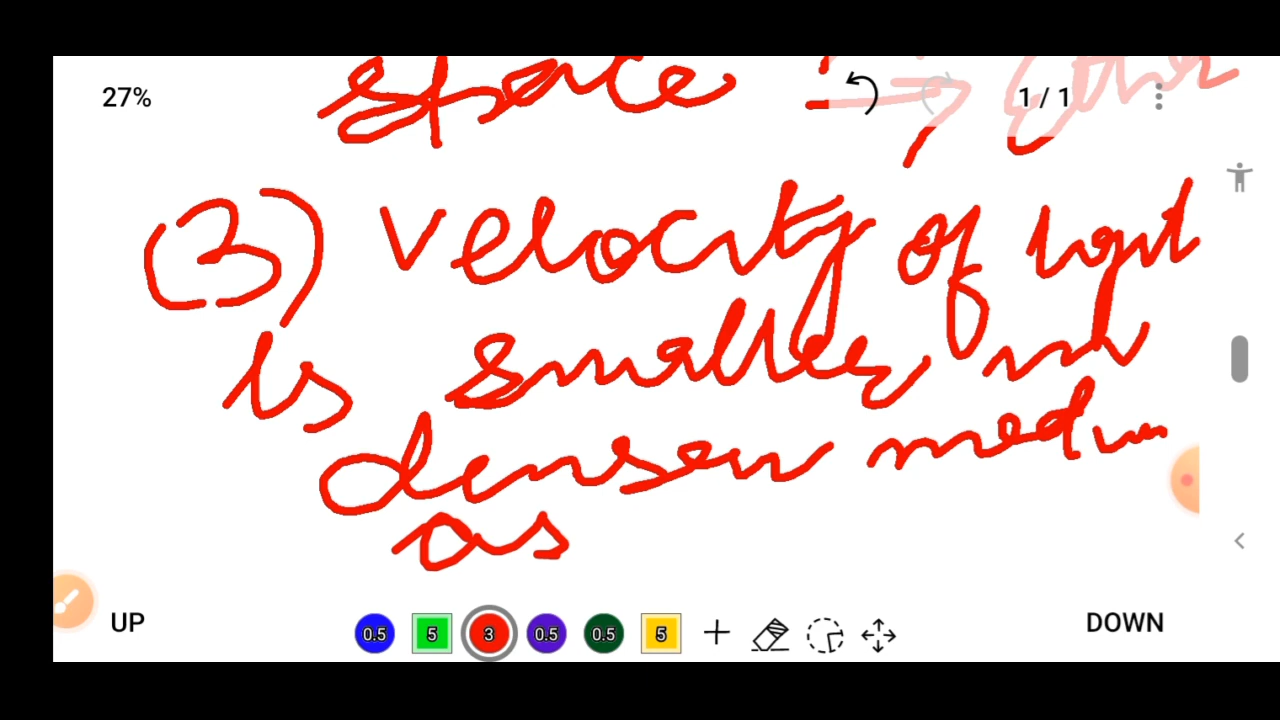 space → Ether
27%
1 / 1
(3) velocity of light
is smaller in
denser medium
as
UP
0.5 5 3 0.5 0.5 5
DOWN